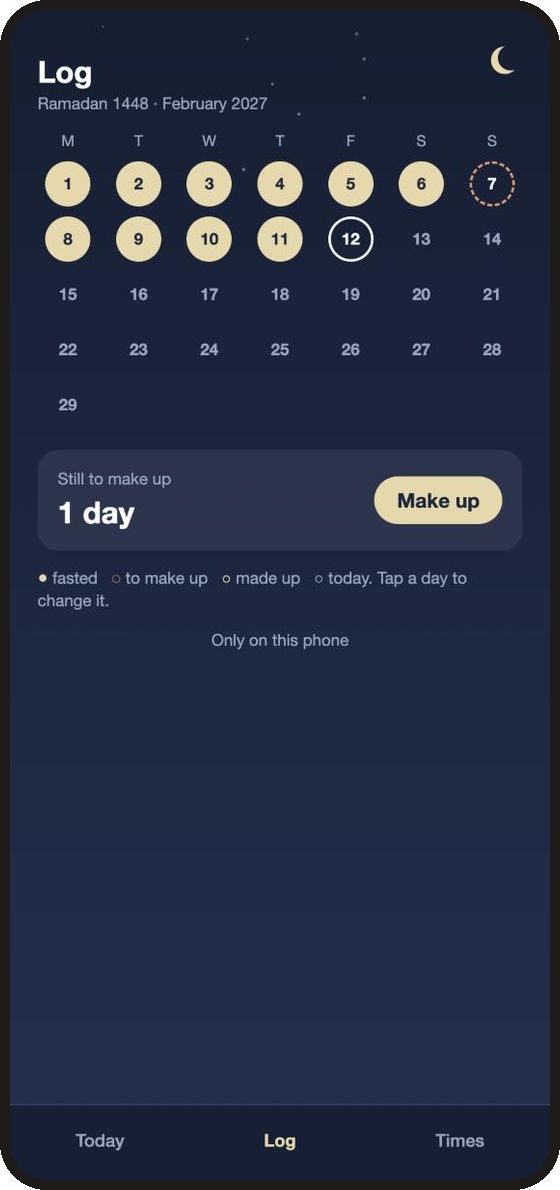 Log
Ramadan 1448 · February 2027
M T W T F S S
1 2 3 4 5 6 7
8 9 10 11 12 13 14
15 16 17 18 19 20 21
22 23 24 25 26 27 28
29
Still to make up
1 day
Make up
fasted to make up made up today. Tap a day to
change it.
Only on this phone
Today Log Times